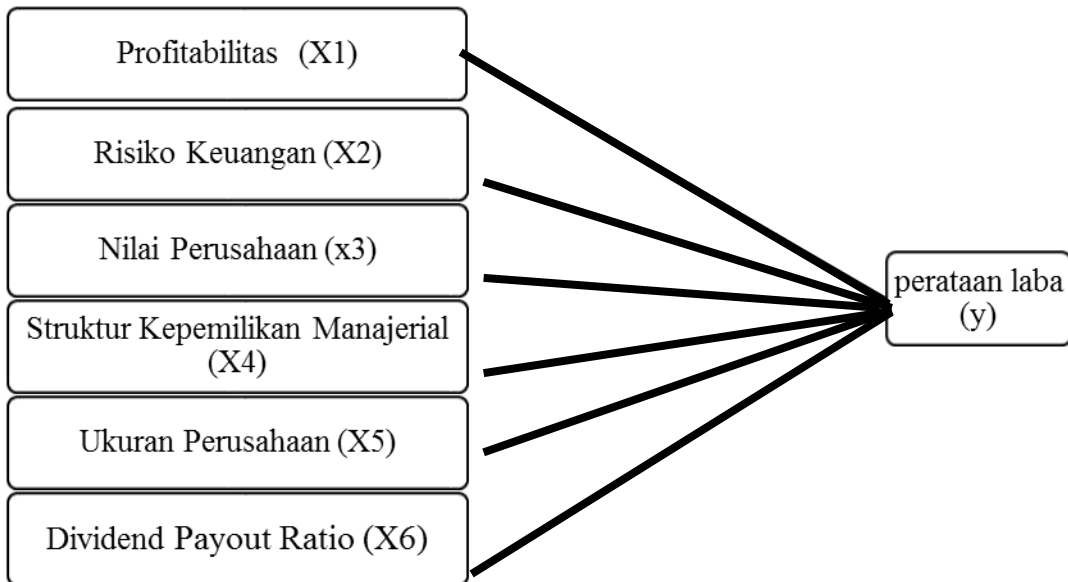 Profitabilitas (X1)
Risiko Keuangan (X2)
Nilai Perusahaan (x3)
Struktur Kepemilikan Manajerial
(X4)
Ukuran Perusahaan (X5)
Dividend Payout Ratio (X6)
perataan laba
(y)